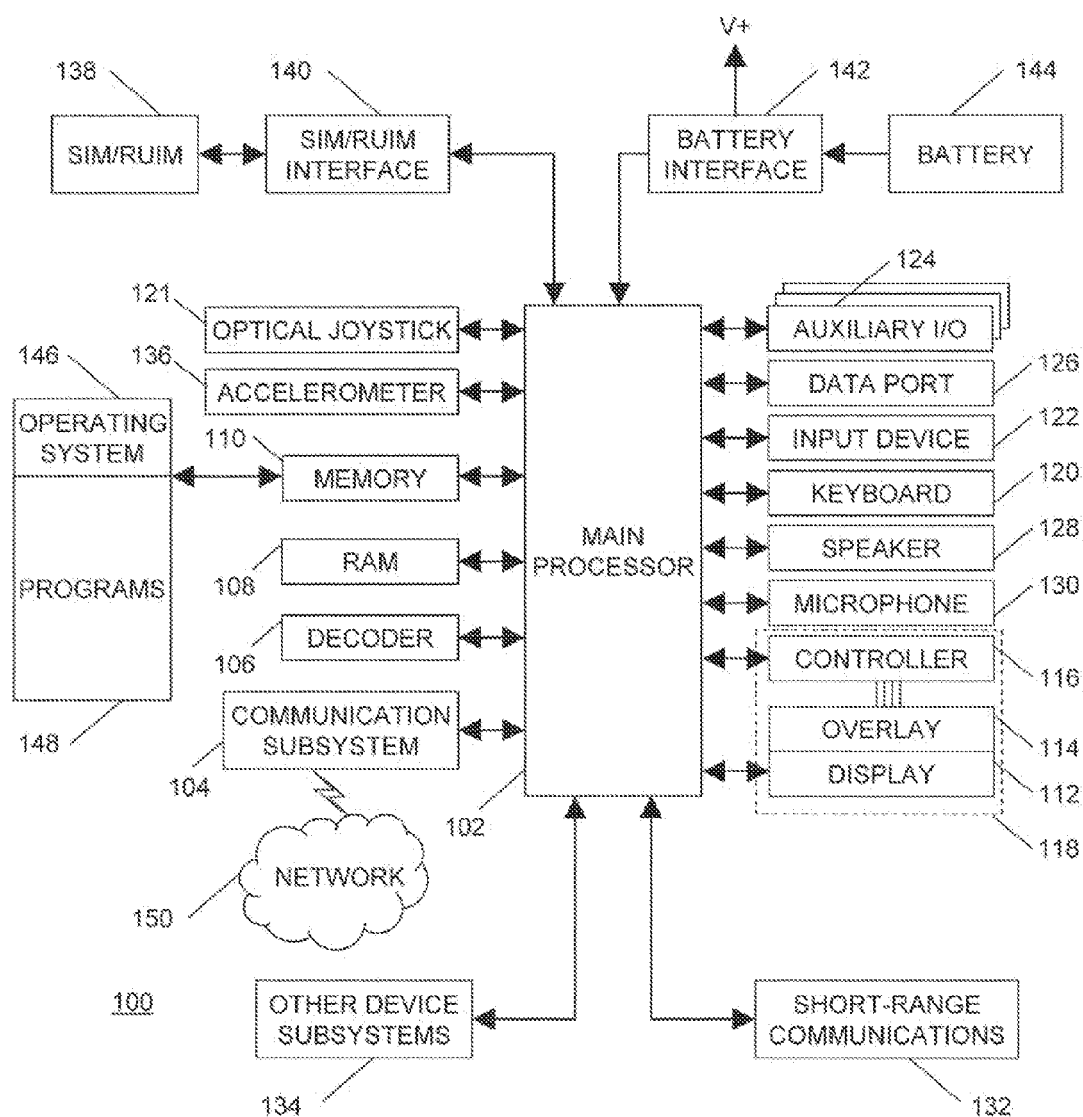 V+
138
140
142
144
SIM/RUIM
SIM/RUIM
INTERFACE
BATTERY
INTERFACE
BATTERY
121
OPTICAL JOYSTICK
124
AUXILIARY I/O
136
ACCELEROMETER
DATA PORT
126
146
OPERATING
SYSTEM
110
MEMORY
INPUT DEVICE
122
KEYBOARD
120
MAIN
PROCESSOR
PROGRAMS
108
RAM
SPEAKER
128
MICROPHONE
130
106
DECODER
CONTROLLER
116
148
COMMUNICATION
SUBSYSTEM
104
OVERLAY
114
DISPLAY
112
102
118
NETWORK
150
100
OTHER DEVICE
SUBSYSTEMS
134
SHORT-RANGE
COMMUNICATIONS
132